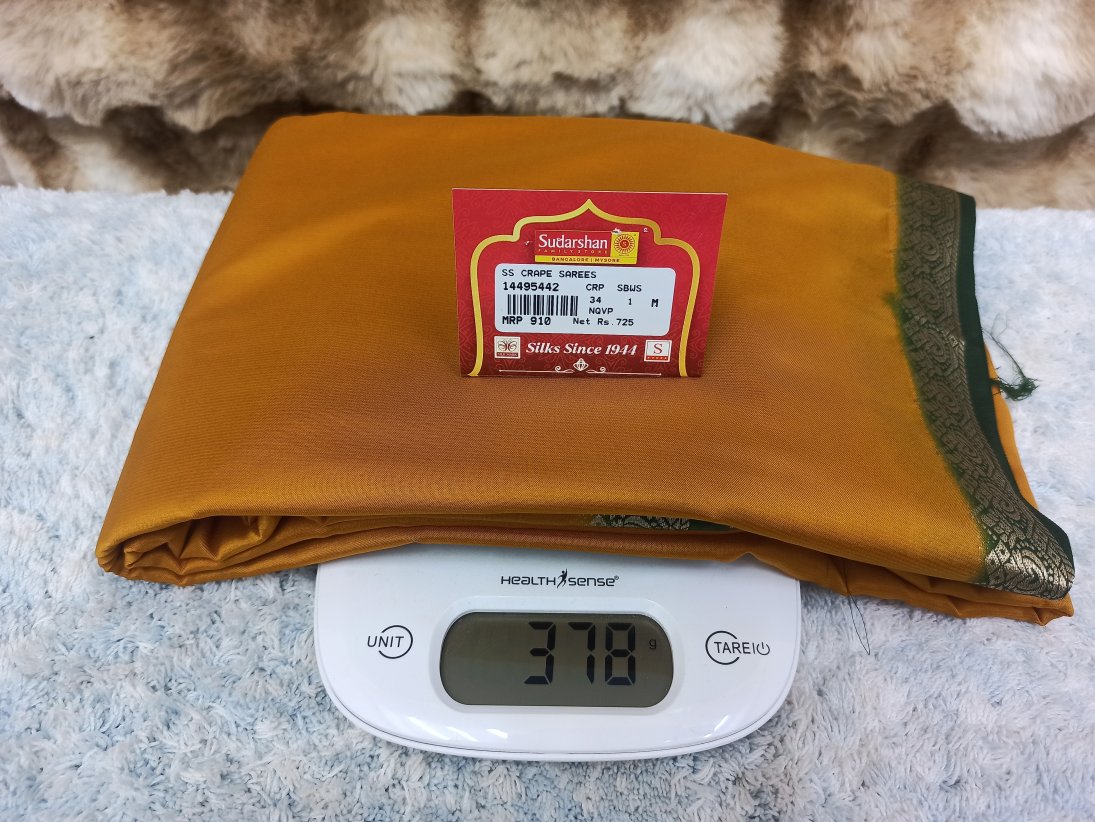 Sudarshan
FAMILY STORE
BANGALORE | MYSORE
SS CRAPE SAREES
14495442 CRP SBWS
34 1 M
NQVP
MRP 910 Net Rs.725
Silks Since 1944
S
HEALTH SENSE®
UNIT
378 g
TARE|